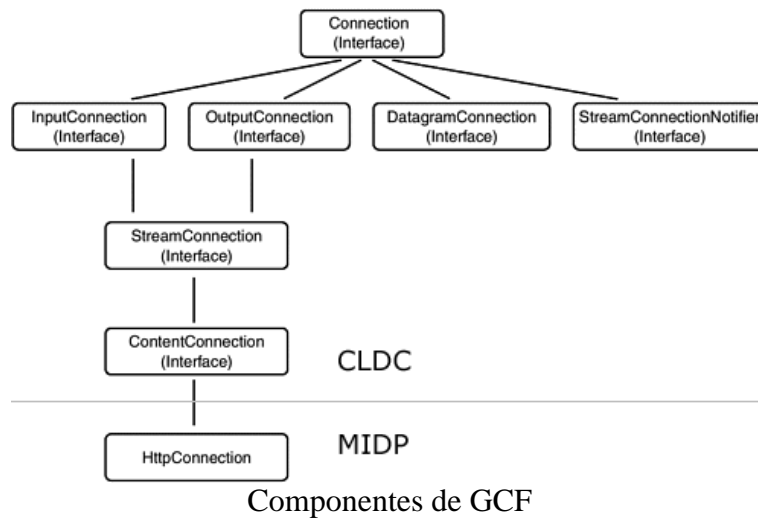 Connection
(Interface)
InputConnection
(Interface)
OutputConnection
(Interface)
DatagramConnection
(Interface)
StreamConnectionNotifier
(Interface)
StreamConnection
(Interface)
ContentConnection
(Interface)
CLDC
MIDP
HttpConnection
Componentes de GCF